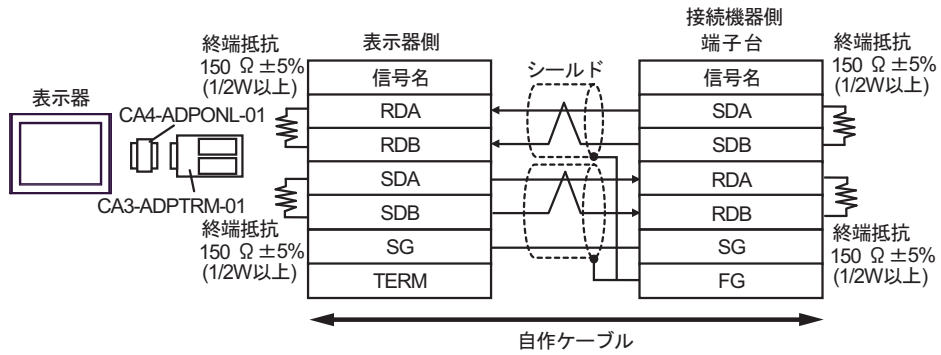 接続機器側
終端抵抗
150 Ω ±5%
(1/2W以上)
表示器側
端子台
終端抵抗
150 Ω ±5%
(1/2W以上)
信号名
シールド
信号名
表示器
CA4-ADPONL-01
RDA
SDA
RDB
SDB
SDA
RDA
CA3-ADPTRM-01
SDB
RDB
終端抵抗
150 Ω ±5%
(1/2W以上)
SG
SG
終端抵抗
150 Ω ±5%
(1/2W以上)
TERM
FG
自作ケーブル